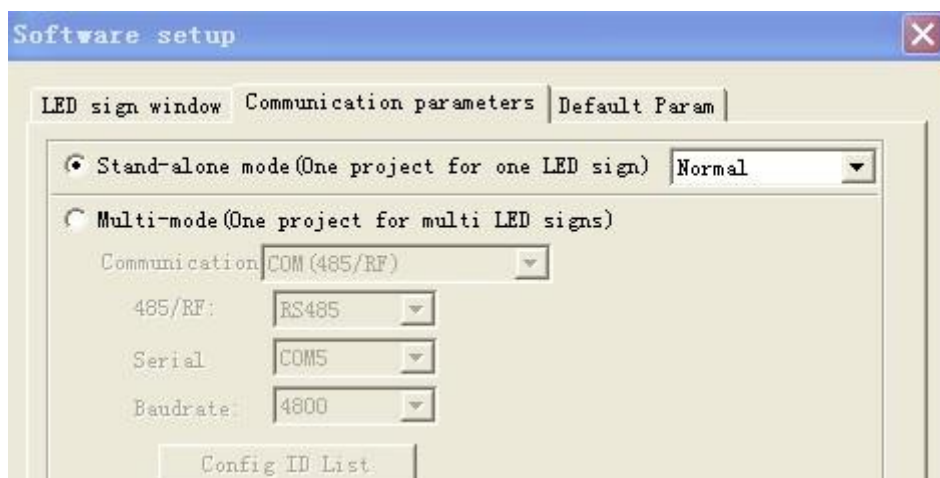 Software setup
LED sign window Communication parameters Default Param
Stand-alone mode(One project for one LED sign) Normal
Multi-mode(One project for multi LED signs)
Communication COM(485/RF)
485/RF: RS485
Serial COM5
Baudrate: 4800
Config ID List